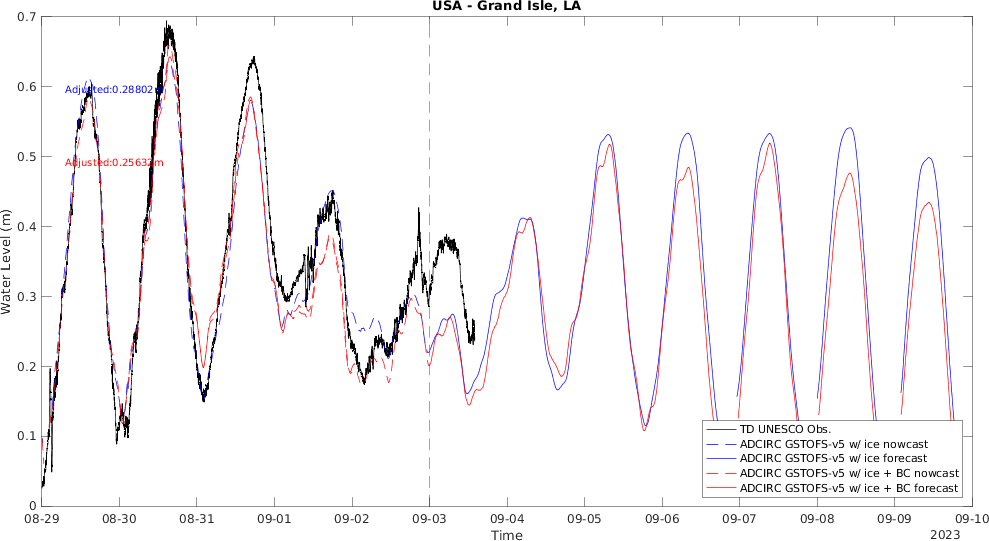 USA - Grand Isle, LA
0.7
0.6
0.5
0.4
0.3
0.2
0.1
0
Water Level (m)
Adjusted:0.28802m
Adjusted:0.25632m
TD UNESCO Obs.
ADCIRC GSTOFS-v5 w/ ice nowcast
ADCIRC GSTOFS-v5 w/ ice forecast
ADCIRC GSTOFS-v5 w/ ice + BC nowcast
ADCIRC GSTOFS-v5 w/ ice + BC forecast
08-29 08-30 08-31 09-01 09-02 09-03 09-04 09-05 09-06 09-07 09-08 09-09 09-10
Time
2023